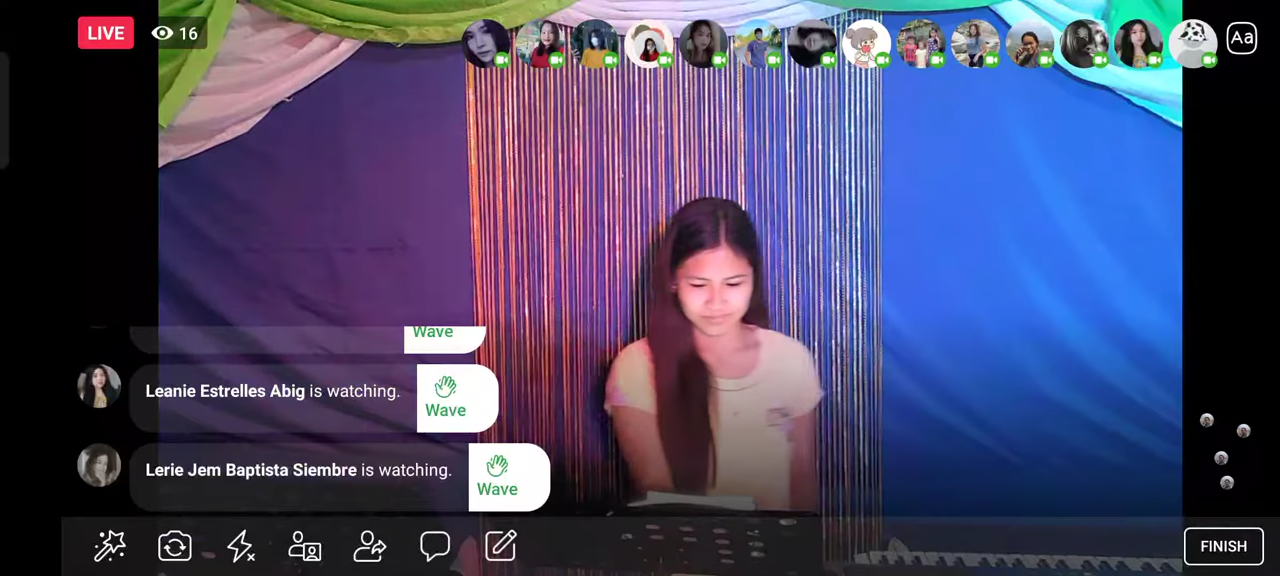 LIVE 16
Aa
Wave
Leanie Estrelles Abig is watching.
Wave
Lerie Jem Baptista Siembre is watching.
Wave
FINISH